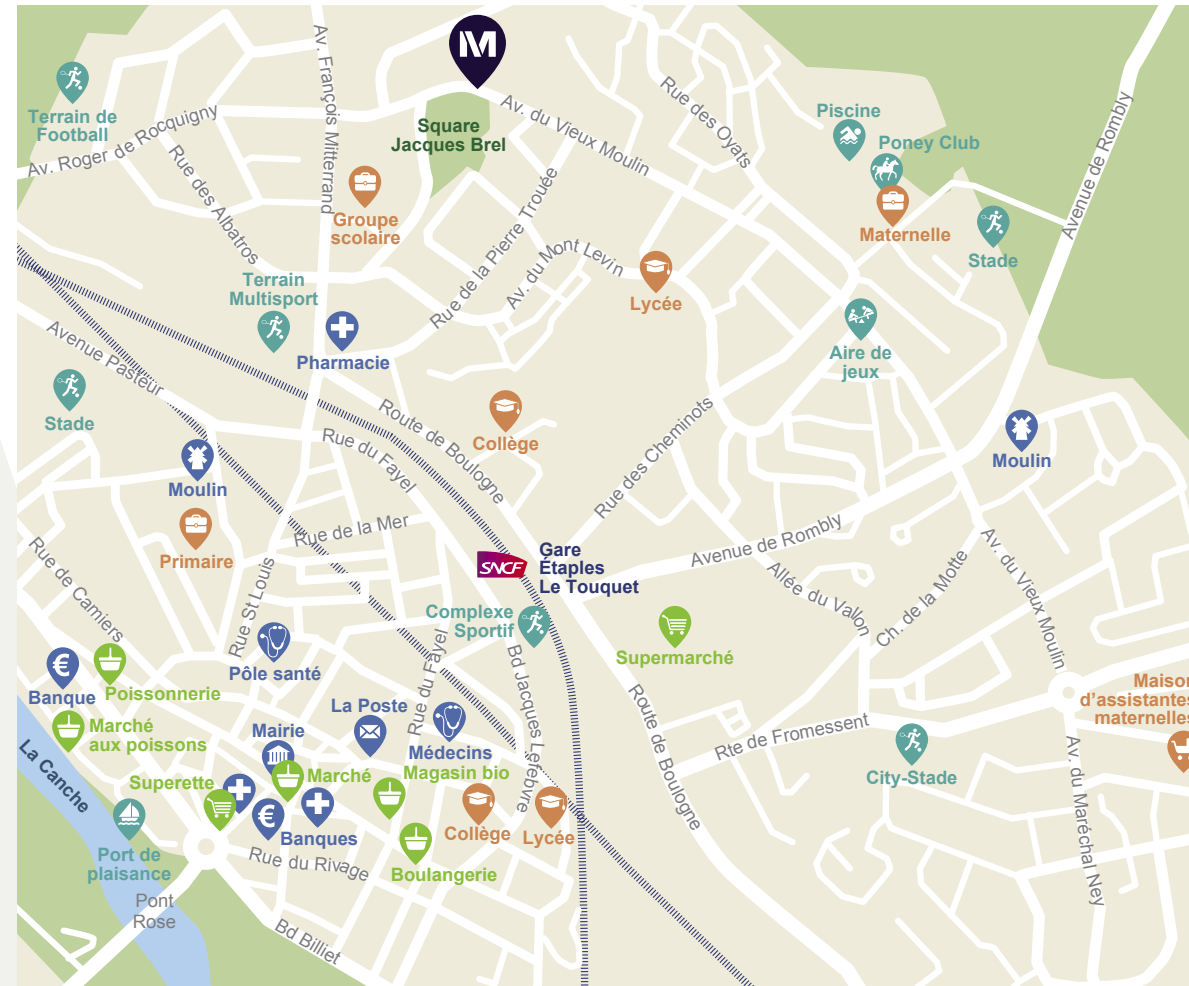 M
Av. François Mitterrand
Terrain de
Football
Av. Roger de Rocquigny
Rue des Albatros
Square
Jacques Brel
Av. du Vieux Moulin
Rue des Oyats
Piscine
Poney Club
Avenue de Rombly
Groupe
scolaire
Rue de la Pierre Trouée
Av. du Mont Levin
Maternelle
Stade
Lycée
Terrain
Multisport
Pharmacie
Aire de
jeux
Avenue Pasteur
Stade
Route de Boulogne
Collège
Rue du Fayel
Rue des Cheminots
Moulin
Moulin
Primaire
Rue de la Mer
Avenue de Rombly
SNCF
Gare
Étaples
Le Touquet
Rue de Camiers
Rue St Louis
Allée du Valon
Ch. de la Motte
Av. du Vieux Moulin
Complexe
Sportif
Supermarché
Pôle santé
€
Banque
Poissonnerie
Rue du Fayel
Bd Jacques Lefebvre
Route de Boulogne
Maison
d'assistantes
maternelles
Marché
aux poissons
La Canche
Mairie
La Poste
Médecins
Magasin bio
Rte de Fromessent
City-Stade
Superette
Marché
€
Banques
Collège
Lycée
Av. du Maréchal Ney
Port de
plaisance
Rue du Rivage
Boulangerie
Pont
Rose
Bd Billiet